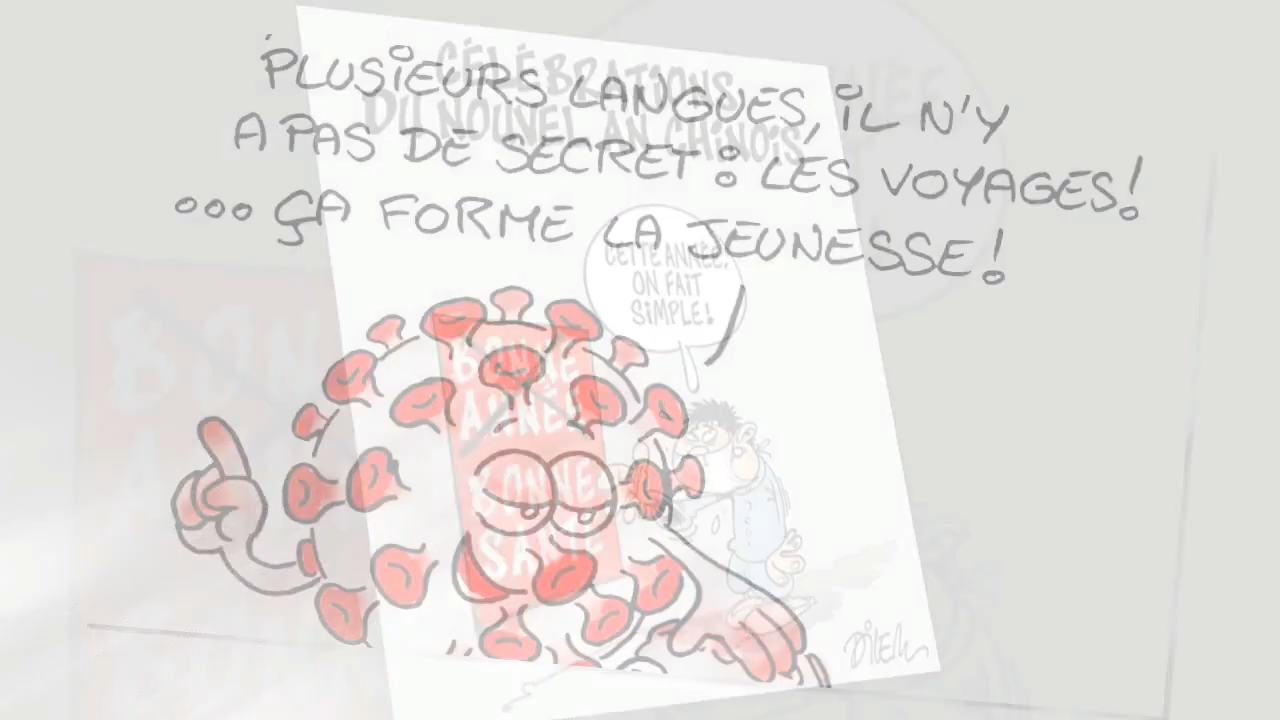 PLUSIEURS LANGUES, IL N'Y
A PAS DE SECRET : LES VOYAGES !
... ÇA FORME LA JEUNESSE !
CÉLÉBRATIONS
DU NOUVEL AN CHINOIS
CETTE ANNÉE,
ON FAIT
SIMPLE !
BONNE
ANNÉE
BONNE
SANTÉ
DILEM